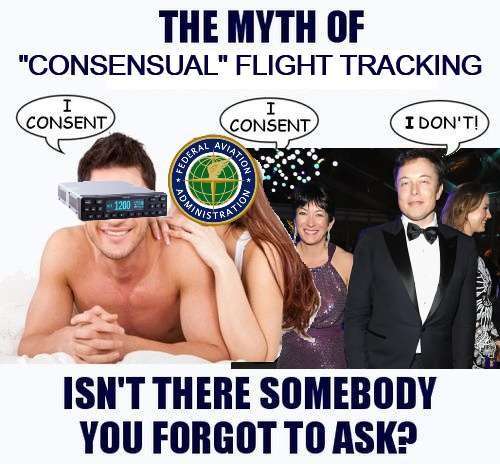 THE MYTH OF
"CONSENSUAL" FLIGHT TRACKING
I
CONSENT
I
CONSENT
I DON'T!
FEDERAL AVIATION
ADMINISTRATION
1200
ISN'T THERE SOMEBODY
YOU FORGOT TO ASK?